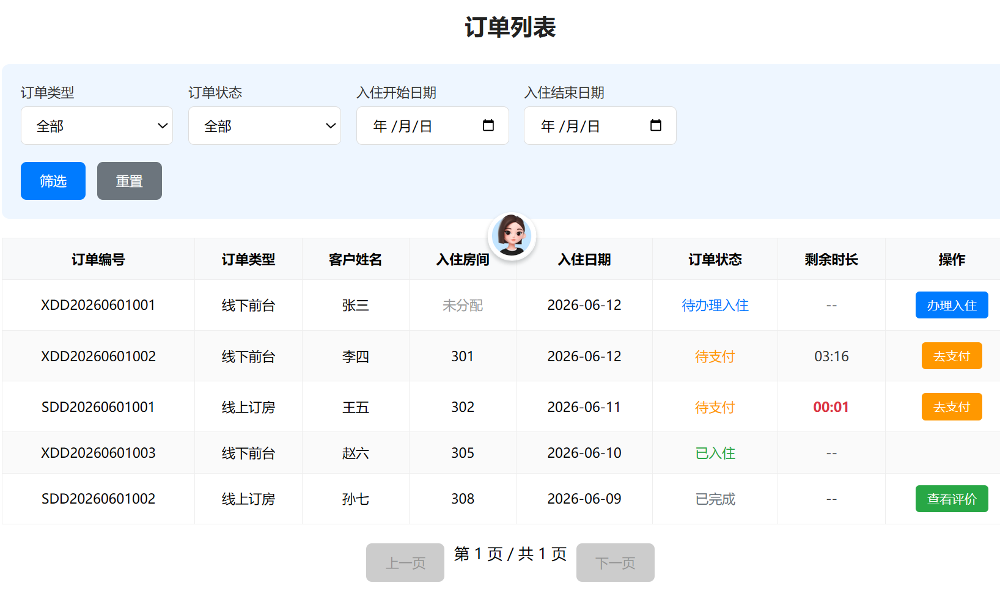 订单列表
订单类型 订单状态 入住开始日期 入住结束日期
全部 全部 年 /月/日 年 /月/日
筛选 重置
订单编号 订单类型 客户姓名 入住房间 入住日期 订单状态 剩余时长 操作
XDD20260601001 线下前台 张三 未分配 2026-06-12 待办理入住 -- 办理入住
XDD20260601002 线下前台 李四 301 2026-06-12 待支付 03:16 去支付
SDD20260601001 线上订房 王五 302 2026-06-11 待支付 00:01 去支付
XDD20260601003 线下前台 赵六 305 2026-06-10 已入住 --
SDD20260601002 线上订房 孙七 308 2026-06-09 已完成 -- 查看评价
上一页 第 1 页 / 共 1 页 下一页